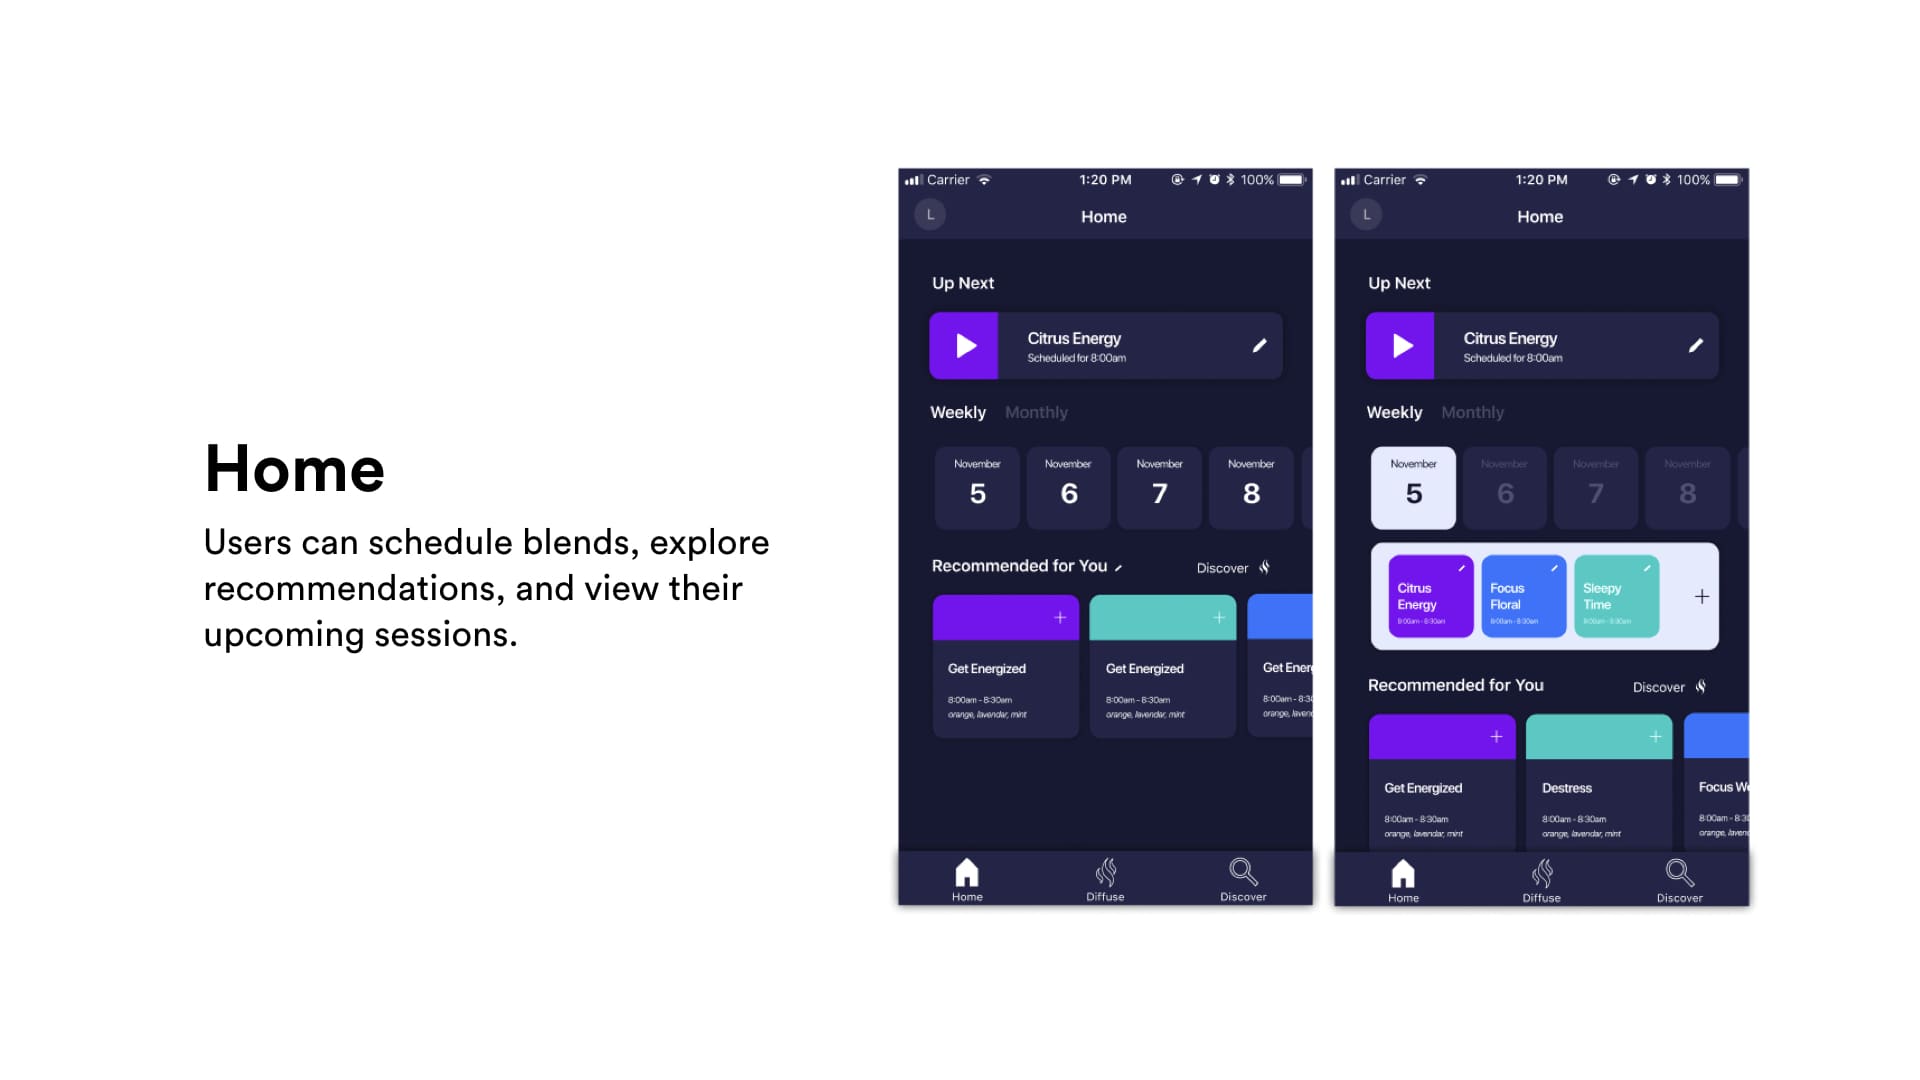 Home
Users can schedule blends, explore
recommendations, and view their
upcoming sessions.
Carrier 1:20 PM 100%
L Home
Up Next
Citrus Energy
Scheduled for 8:00am
Weekly Monthly
November November November November
5 6 7 8
Recommended for You Discover
Get Energized Get Energized Get Ener
8:00am - 8:30am 8:00am - 8:30am 8:00am - 8:3
orange, lavendar, mint orange, lavendar, mint orange, laven
Home Diffuse Discover
Carrier 1:20 PM 100%
L Home
Up Next
Citrus Energy
Scheduled for 8:00am
Weekly Monthly
November November November November
5 6 7 8
Citrus Focus Sleepy
Energy Floral Time
8:00am - 8:30am 8:00am - 8:30am 8:00am - 8:30am
Recommended for You Discover
Get Energized Destress Focus We
8:00am - 8:30am 8:00am - 8:30am 8:00am - 8:30
orange, lavendar, mint orange, lavendar, mint orange, laven
Home Diffuse Discover